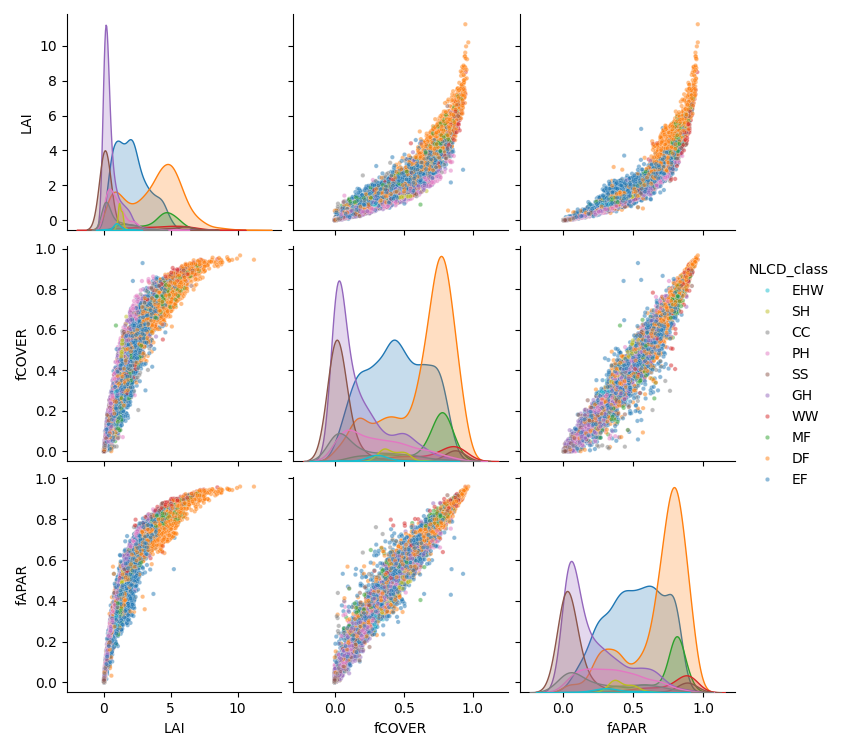 10
8
6
4
2
0
LAI
1.0
0.8
0.6
0.4
0.2
0.0
fCOVER
NLCD_class
EHW
SH
CC
PH
SS
GH
WW
MF
DF
EF
1.0
0.8
0.6
0.4
0.2
0.0
fAPAR
0 5 10
0.0 0.5 1.0
0.0 0.5 1.0
LAI
fCOVER
fAPAR